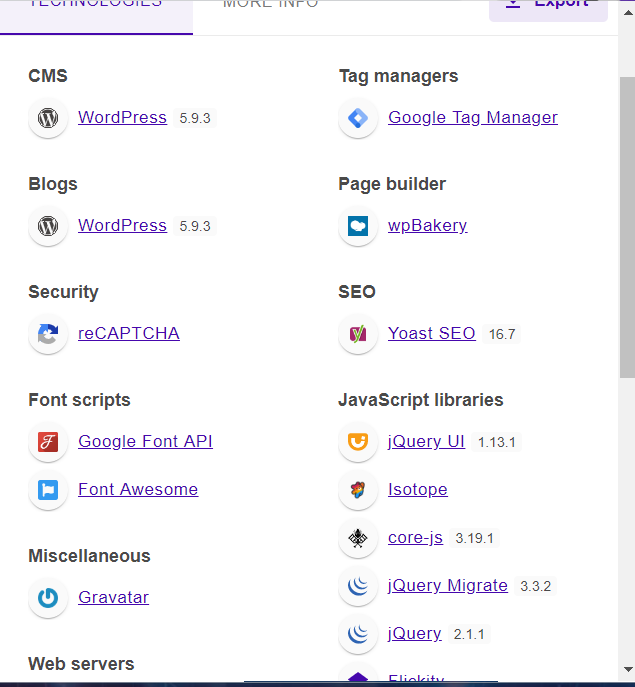 TECHNOLOGIES
MORE INFO
Export
CMS
WordPress 5.9.3
Blogs
WordPress 5.9.3
Security
reCAPTCHA
Font scripts
Google Font API
Font Awesome
Miscellaneous
Gravatar
Web servers
Tag managers
Google Tag Manager
Page builder
wpBakery
SEO
Yoast SEO 16.7
JavaScript libraries
jQuery UI 1.13.1
Isotope
core-js 3.19.1
jQuery Migrate 3.3.2
jQuery 2.1.1
Flickity